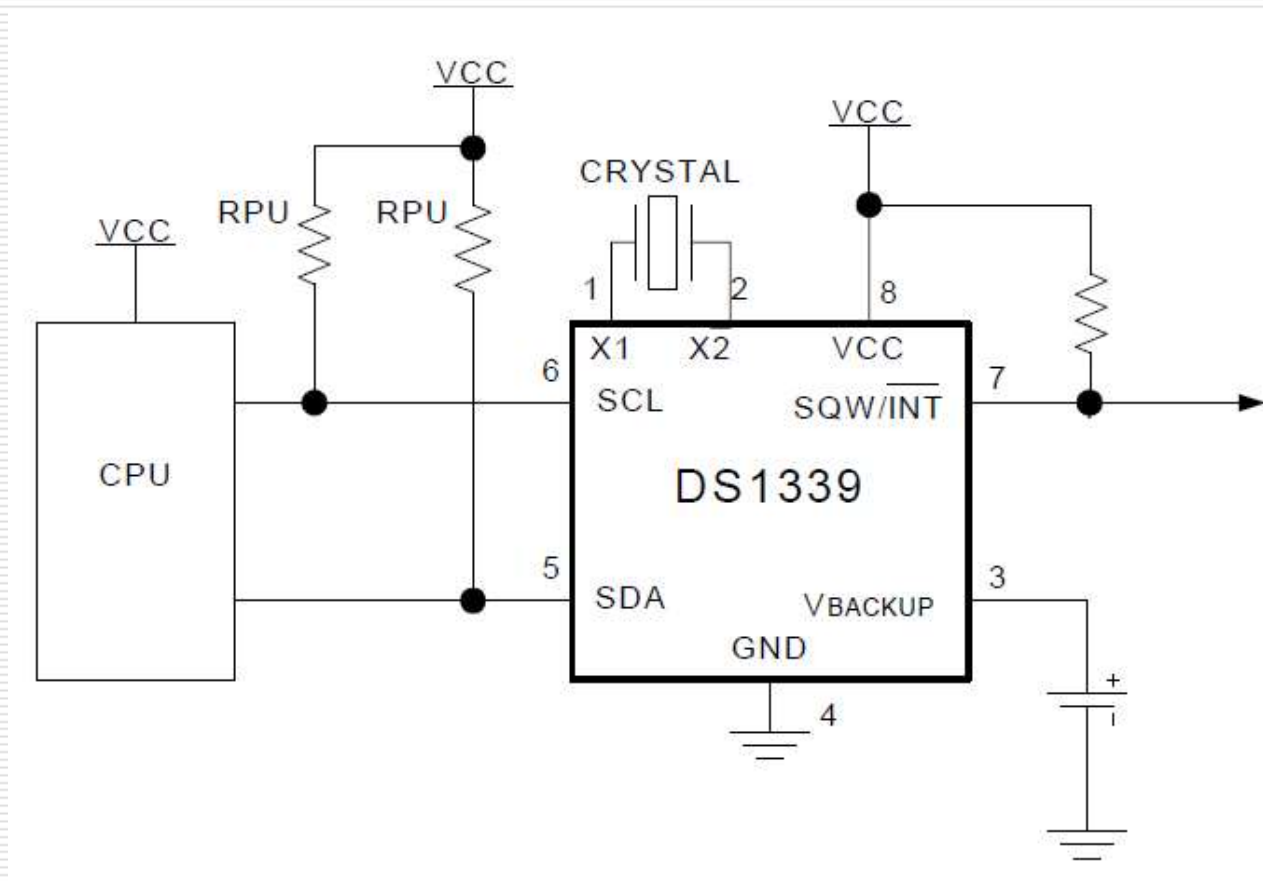 VCC
VCC
CRYSTAL
RPU
RPU
VCC
1
2
8
X1
X2
VCC
6
SCL
7
SQW/INT
CPU
DS1339
5
SDA
3
VBACKUP
GND
4
+
-